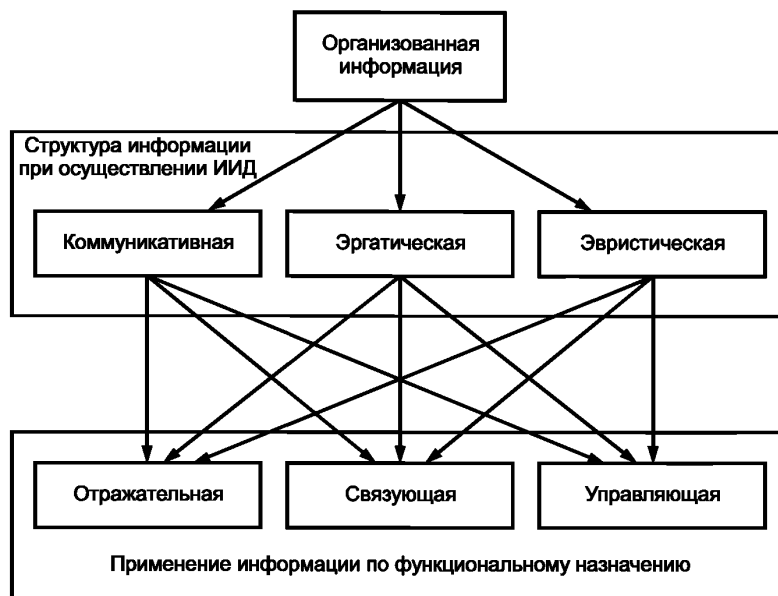 Организованная
информация
Структура информации
при осуществлении ИИД
Коммуникативная
Эргатическая
Эвристическая
Отражательная
Связующая
Управляющая
Применение информации по функциональному назначению